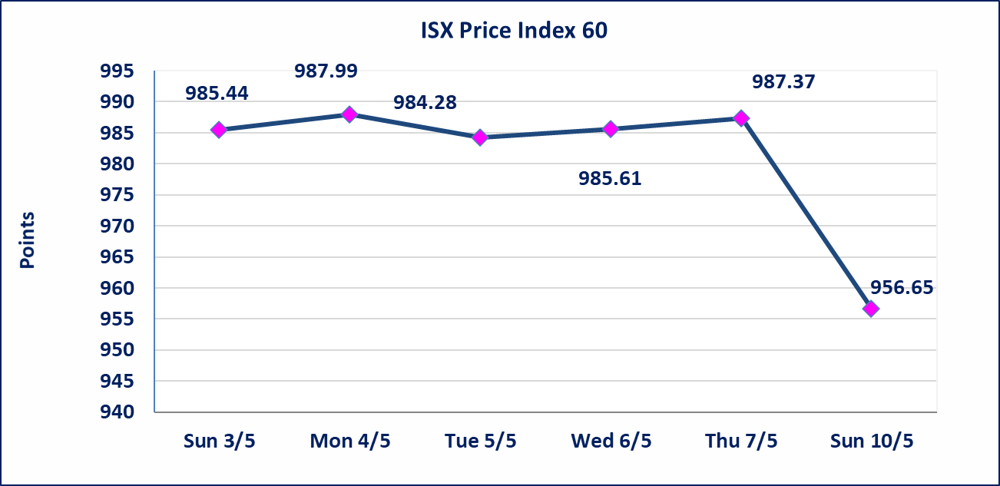 ISX Price Index 60
Points
995
990
985
980
975
970
965
960
955
950
945
940
985.44
987.99
984.28
985.61
987.37
956.65
Sun 3/5
Mon 4/5
Tue 5/5
Wed 6/5
Thu 7/5
Sun 10/5